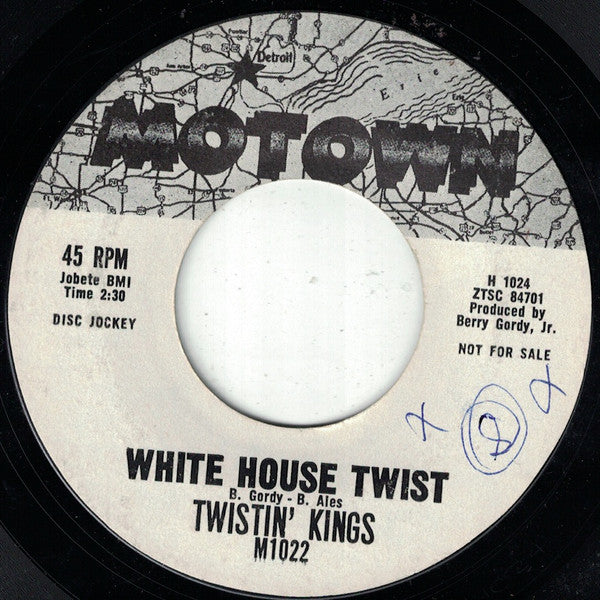 Detroit
Erie
Erie
MOTOWN
45 RPM
Jobete BMI
Time 2:30
DISC JOCKEY
H 1024
ZTSC 84701
Produced by
Berry Gordy, Jr.
NOT FOR SALE
X
X
WHITE HOUSE TWIST
B. Gordy - B. Ales
TWISTIN' KINGS
M1022